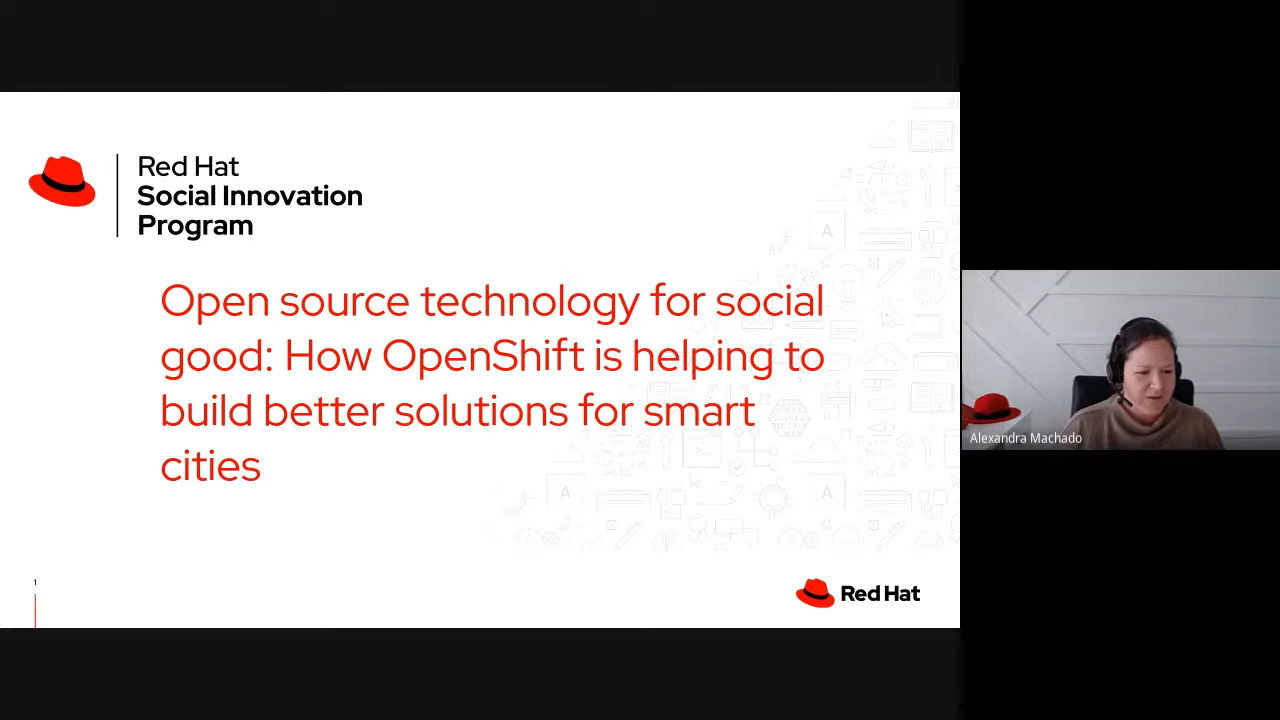 Red Hat
Social Innovation
Program
Open source technology for social
good: How OpenShift is helping to
build better solutions for smart
cities
1
Red Hat
Alexandra Machado
A
A
A